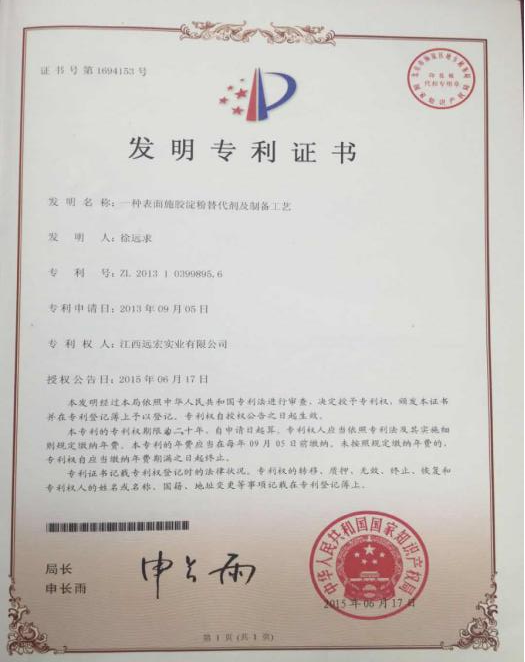 证书号第1694153号
印花税
代扣专用章
国家知识产权局
发明专利证书
发明名称：一种表面施胶淀粉替代剂及制备工艺
发明人：徐远求
专利号：ZL 2013 1 0399895.6
专利申请日：2013年09月05日
专利权人：江西远宏实业有限公司
授权公告日：2015年06月17日
本发明经过本局依照中华人民共和国专利法进行审查，决定授予专利权，颁发本证书
并在专利登记簿上予以登记。专利权自授权公告之日起生效。
本专利的专利权期限为二十年，自申请日起算。专利权人应当依照专利法及其实施细
则规定缴纳年费。本专利的年费应当在每年09月05日前缴纳。未按照规定缴纳年费的，
专利权自应当缴纳年费期满之日起终止。
专利证书记载专利权登记时的法律状况。专利权的转移、质押、无效、终止、恢复和
专利权人的姓名或名称、国籍、地址变更等事项记载在专利登记簿上。
局长
申长雨
申长雨
中华人民共和国国家知识产权局
2015年06月17日
第1页（共1页）